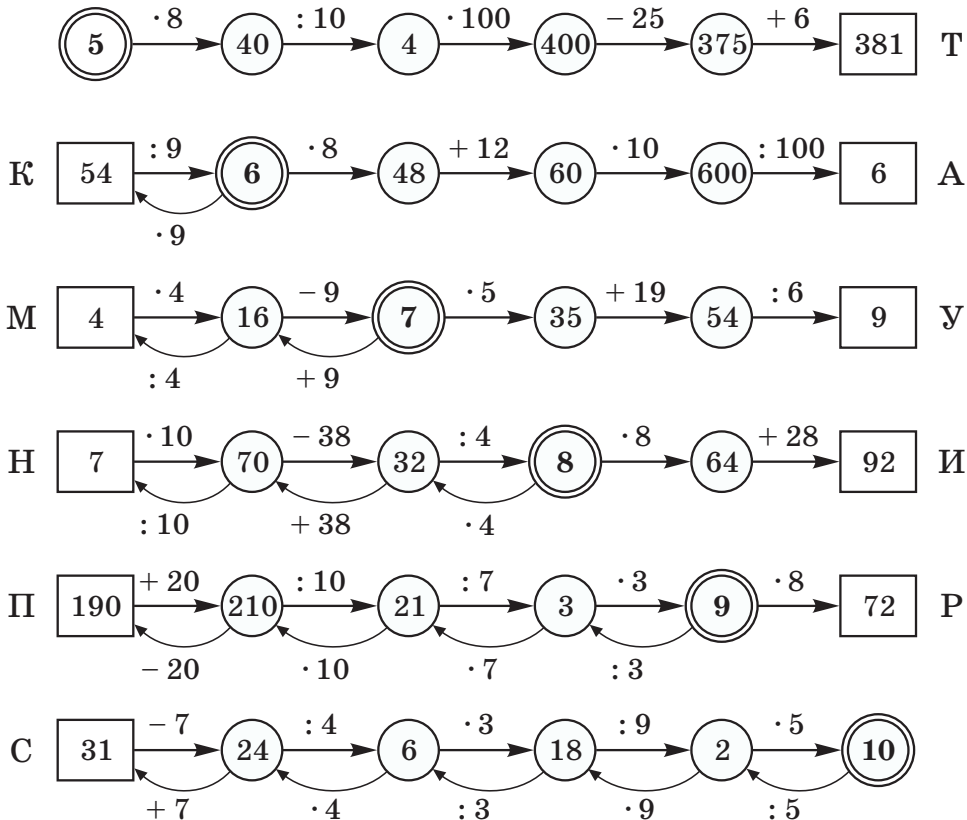 · 8 : 10 · 100 – 25 + 6
5 40 4 400 375 381 Т
: 9 · 8 + 12 · 10 : 100
К 54 6 48 60 600 6 А
· 9
· 4 – 9 · 5 + 19 : 6
М 4 16 7 35 54 9 У
: 4 + 9
· 10 – 38 : 4 · 8 + 28
Н 7 70 32 8 64 92 И
: 10 + 38 · 4
+ 20 : 10 : 7 · 3 · 8
П 190 210 21 3 9 72 Р
– 20 · 10 · 7 : 3
– 7 : 4 · 3 : 9 · 5
С 31 24 6 18 2 10
+ 7 · 4 : 3 · 9 : 5